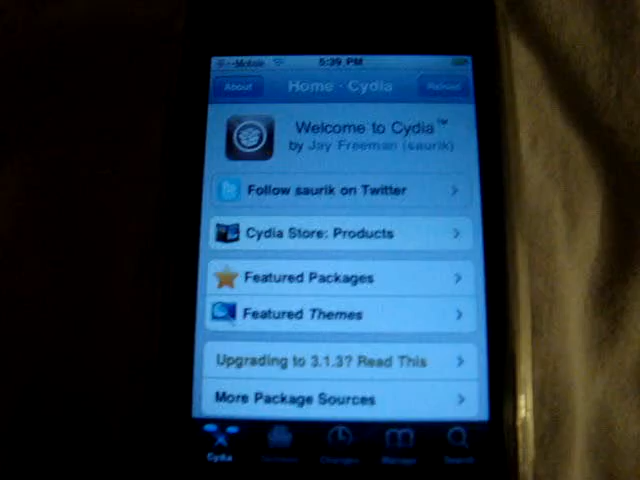 T-Mobile 5:39 PM
About Home · Cydia Reload
Welcome to Cydia™
by Jay Freeman (saurik)
Follow saurik on Twitter
Cydia Store: Products
Featured Packages
Featured Themes
Upgrading to 3.1.3? Read This
More Package Sources
Cydia Changes Manage Search